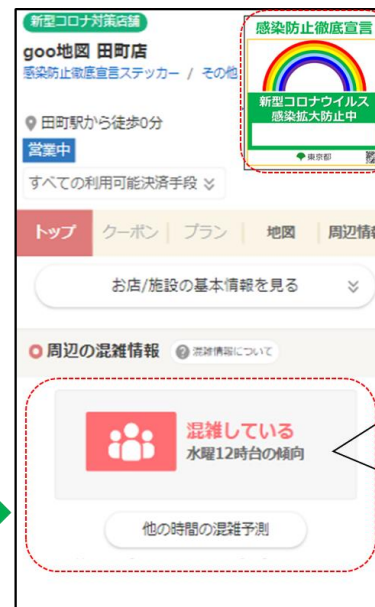 新型コロナ対策店舗
goo地図 田町店
感染防止徹底宣言ステッカー / その他
感染防止徹底宣言
新型コロナウイルス
感染拡大防止中
東京都
田町駅から徒歩0分
営業中
すべての利用可能決済手段
トップ クーポン プラン 地図 周辺情報
お店/施設の基本情報を見る
周辺の混雑情報 ? 混雑情報について
混雑している
水曜12時台の傾向
他の時間の混雑予測